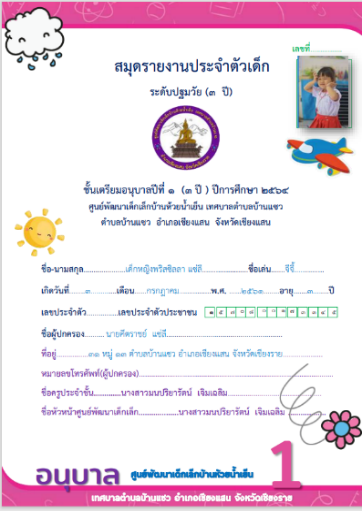 เลขที่
สมุดรายงานประจำตัวเด็ก
ระดับปฐมวัย (๓ ปี)
ชั้นเตรียมอนุบาลปีที่ ๑ (๓ ปี ) ปีการศึกษา ๒๕๖๔
ศูนย์พัฒนาเด็กเล็กบ้านห้วยน้ำเย็น เทศบาลตำบลบ้านแซว
ตำบลบ้านแซว อำเภอเชียงแสน จังหวัดเชียงแสน
ชื่อ-นามสกุล เด็กหญิงพริสซิลลา แซ่ลี ชื่อเล่น จีจี้
เกิดวันที่ ๓ เดือน กรกฎาคม พ.ศ. ๒๕๖๑ อายุ ๓ ปี
เลขประจำตัว เลขประจำตัวประชาชน
ชื่อผู้ปกครอง นายคีตราชย์ แซ่ลี
ที่อยู่ ๓๑ หมู่ ๑๓ ตำบลบ้านแซว อำเภอเชียงแสน จังหวัดเชียงราย
หมายเลขโทรศัพท์(ผู้ปกครอง)
ชื่อครูประจำชั้น นางสาวมนปริยารัตน์ เจิมเฉลิม
ชื่อหัวหน้าศูนย์พัฒนาเด็กเล็ก นางสาวมนปริยารัตน์ เจิมเฉลิม
อนุบาล ศูนย์พัฒนาเด็กเล็กบ้านห้วยน้ำเย็น 1
เทศบาลตำบลบ้านแซว อำเภอเชียงแสน จังหวัดเชียงราย